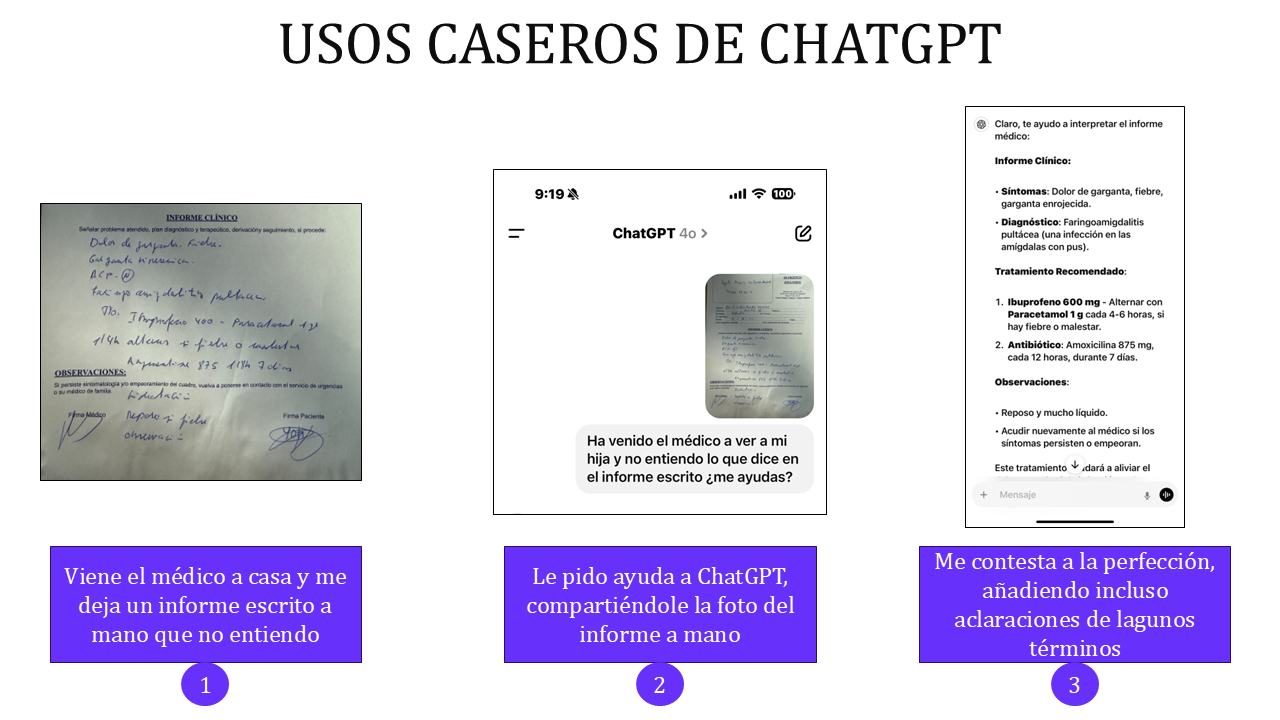 USOS CASEROS DE CHATGPT
INFORME CLÍNICO
Señalar problema atendido, plan diagnóstico y terapéutico, derivación y seguimiento, si procede:
Dolor de garganta. Fiebre.
Garganta hiperémica.
ACP - N
Faringoamigdalitis pultácea
Tto. Ibuprofeno 400 - Paracetamol 1gr
1/4h alternar si fiebre o malestar
875 1/8h 7 días
OBSERVACIONES:
Si persiste sintomatología y/o empeoramiento del cuadro, vuelva a ponerse en contacto con el servicio de urgencias
o su médico de familia.
Hidratación
Firma Médico
Reposo si fiebre
Firma Paciente
observación
Viene el médico a casa y me
deja un informe escrito a
mano que no entiendo
1
9:19
100
ChatGPT 4o >
Ha venido el médico a ver a mi
hija y no entiendo lo que dice en
el informe escrito ¿me ayudas?
Le pido ayuda a ChatGPT,
compartiéndole la foto del
informe a mano
2
Claro, te ayudo a interpretar el informe
médico:
Informe Clínico:
• Síntomas: Dolor de garganta, fiebre,
garganta enrojecida.
• Diagnóstico: Faringoamigdalitis
pultácea (una infección en las
amígdalas con pus).
Tratamiento Recomendado:
1. Ibuprofeno 600 mg - Alternar con
Paracetamol 1 g cada 4-6 horas, si
hay fiebre o malestar.
2. Antibiótico: Amoxicilina 875 mg,
cada 12 horas, durante 7 días.
Observaciones:
• Reposo y mucho líquido.
• Acudir nuevamente al médico si los
síntomas persisten o empeoran.
Este tratamiento dará a aliviar el
Mensaje
Me contesta a la perfección,
añadiendo incluso
aclaraciones de lagunos
términos
3